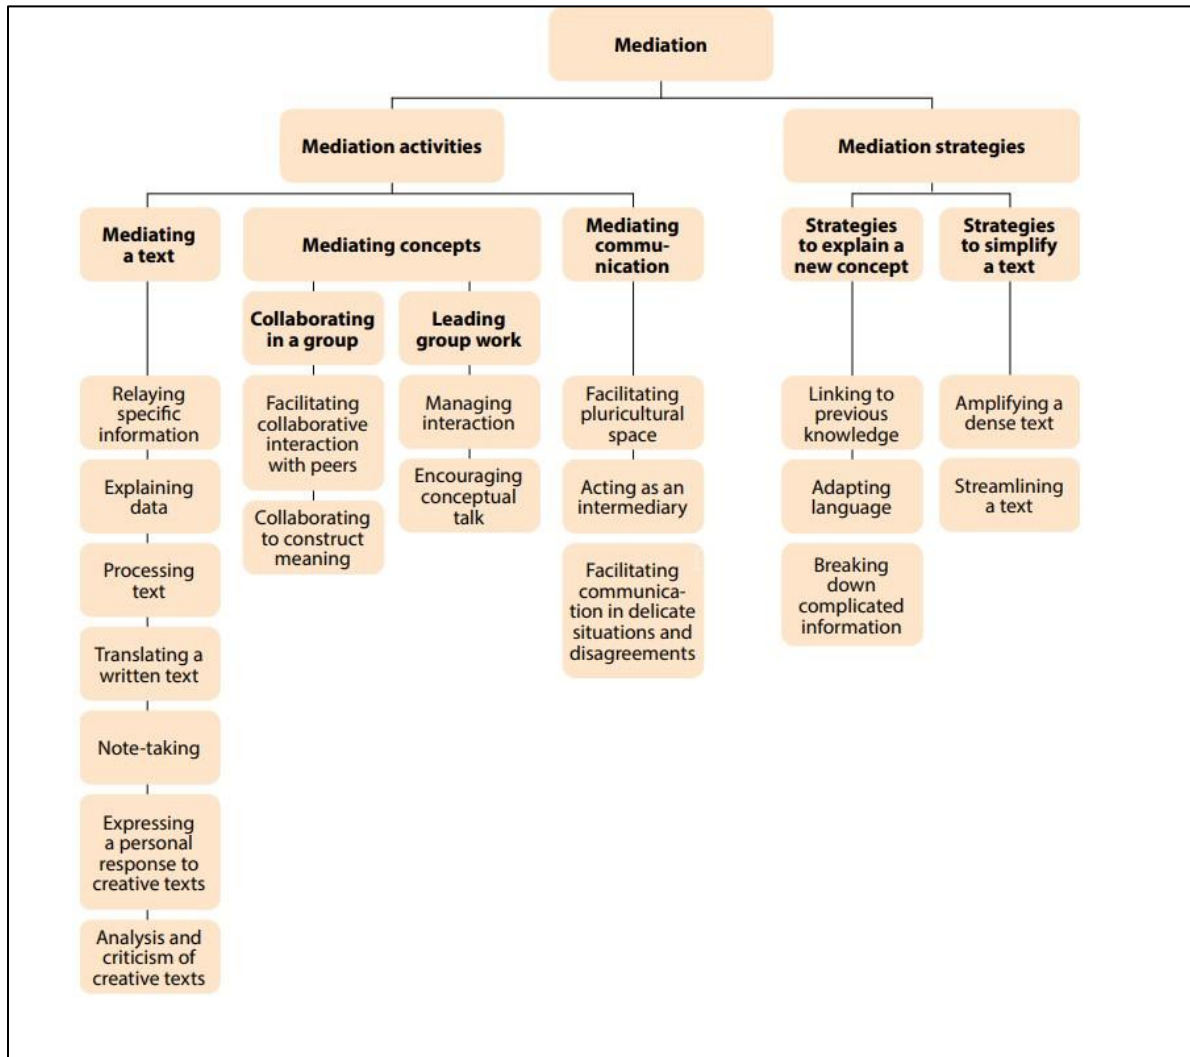 Mediation
Mediation activities
Mediation strategies
Mediating
a text
Mediating concepts
Mediating
commu-
nication
Strategies
to explain a
new concept
Strategies
to simplify
a text
Collaborating
in a group
Leading
group work
Relaying
specific
information
Explaining
data
Processing
text
Translating a
written text
Note-taking
Expressing
a personal
response to
creative texts
Analysis and
criticism of
creative texts
Facilitating
collaborative
interaction
with peers
Collaborating
to construct
meaning
Managing
interaction
Encouraging
conceptual
talk
Facilitating
pluricultural
space
Acting as an
intermediary
Facilitating
communica-
tion in delicate
situations and
disagreements
Linking to
previous
knowledge
Adapting
language
Breaking
down
complicated
information
Amplifying a
dense text
Streamlining
a text